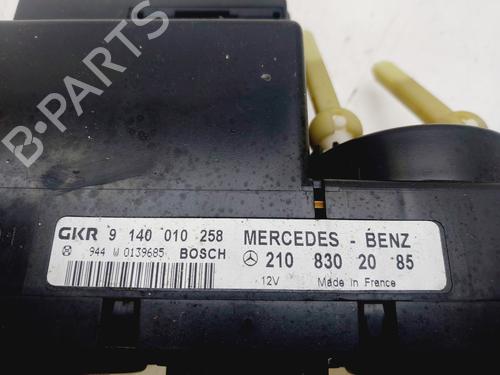 B-PARTS
GKR 9 140 010 258 MERCEDES - BENZ
944 W 0139685 BOSCH 210 830 20 85
12V Made in France